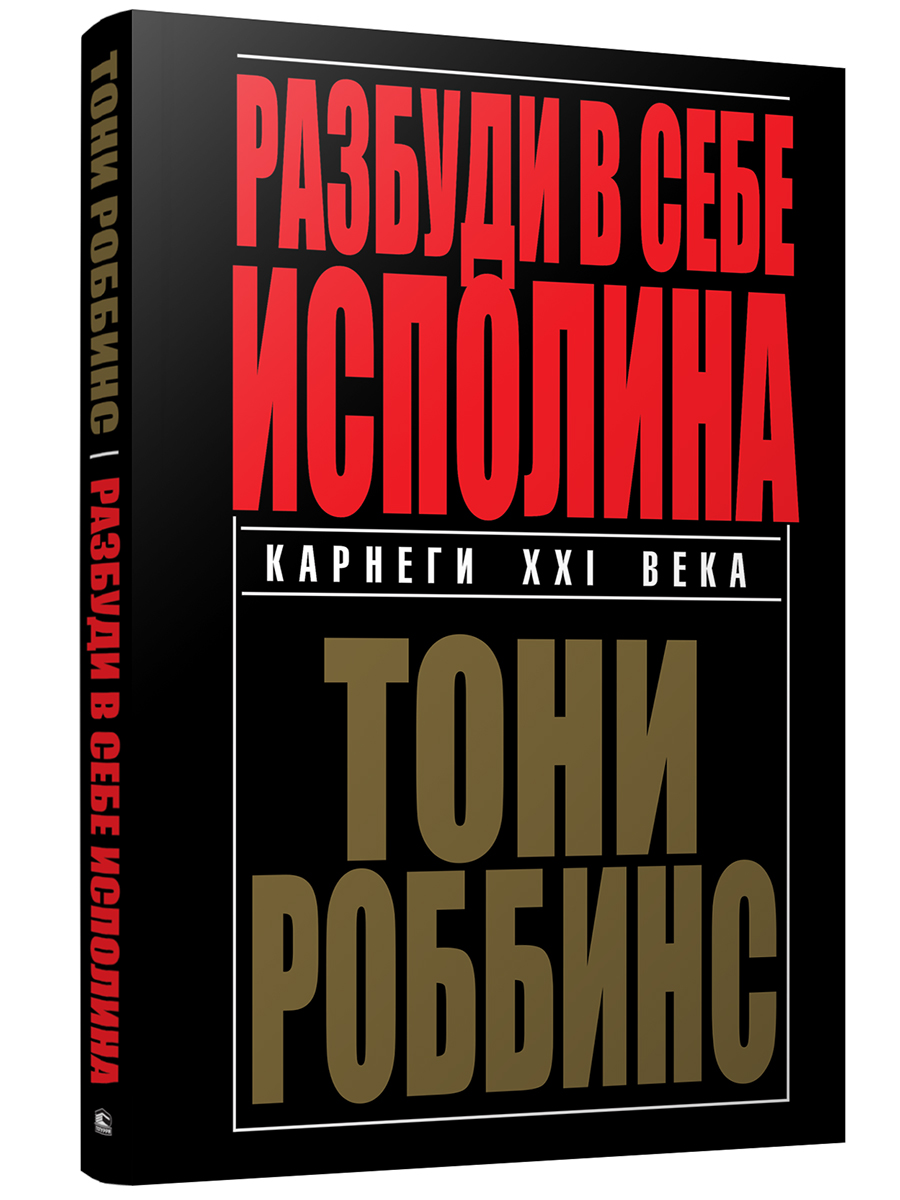 РАЗБУДИ В СЕБЕ
ИСПОЛИНА
КАРНЕГИ XXI ВЕКА
ТОНИ
РОББИНС
ТОНИ РОББИНС | РАЗБУДИ В СЕБЕ ИСПОЛИНА